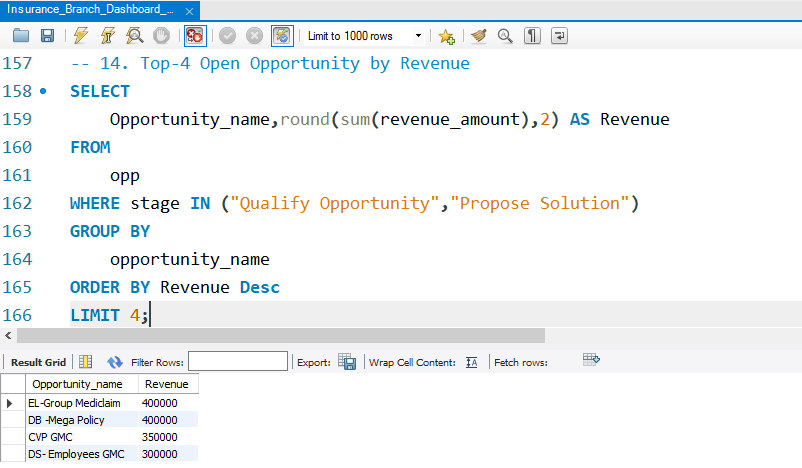 Insurance_Branch_Dashboard_...
Limit to 1000 rows
157 -- 14. Top-4 Open Opportunity by Revenue
158 SELECT
159 Opportunity_name,round(sum(revenue_amount),2) AS Revenue
160 FROM
161 opp
162 WHERE stage IN ("Qualify Opportunity","Propose Solution")
163 GROUP BY
164 opportunity_name
165 ORDER BY Revenue Desc
166 LIMIT 4;
Result Grid Filter Rows: Export: Wrap Cell Content: Fetch rows:
Opportunity_name Revenue
EL-Group Mediclaim 400000
DB -Mega Policy 400000
CVP GMC 350000
DS- Employees GMC 300000